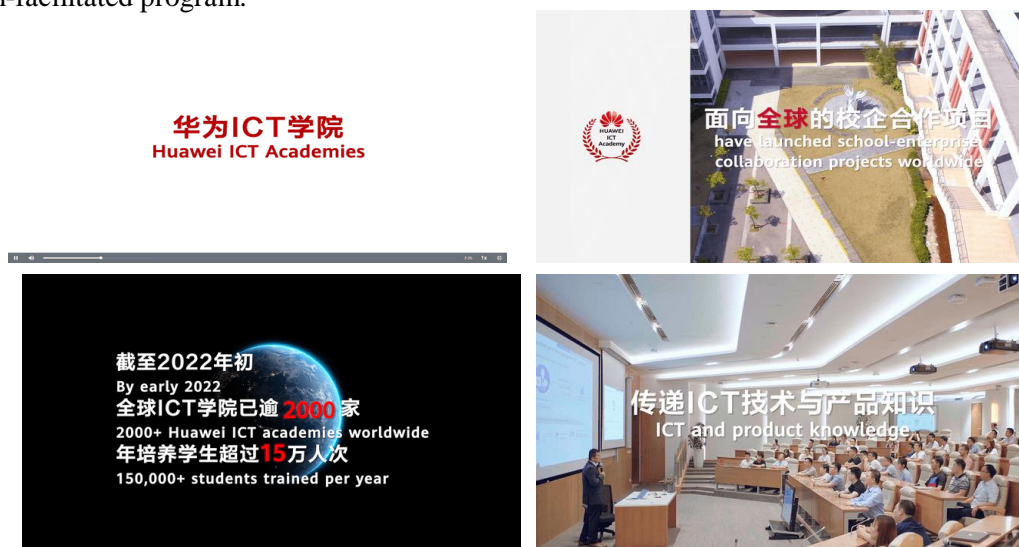 -facilitated program.
华为ICT学院
Huawei ICT Academies
1x
HUAWEI
ICT
Academy
面向全球的校企合作项目
have launched school-enterprise
collaboration projects worldwide
截至2022年初
By early 2022
全球ICT学院已逾2000家
2000+ Huawei ICT academies worldwide
年培养学生超过15万人次
150,000+ students trained per year
传递ICT技术与产品知识
ICT and product knowledge